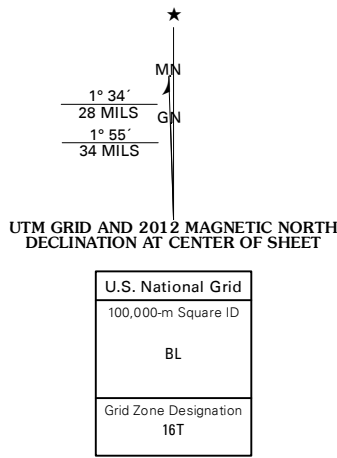 ★
MN
1° 34´
28 MILS
GN
1° 55´
34 MILS
UTM GRID AND 2012 MAGNETIC NORTH
DECLINATION AT CENTER OF SHEET
U.S. National Grid
100,000-m Square ID
BL
Grid Zone Designation
16T